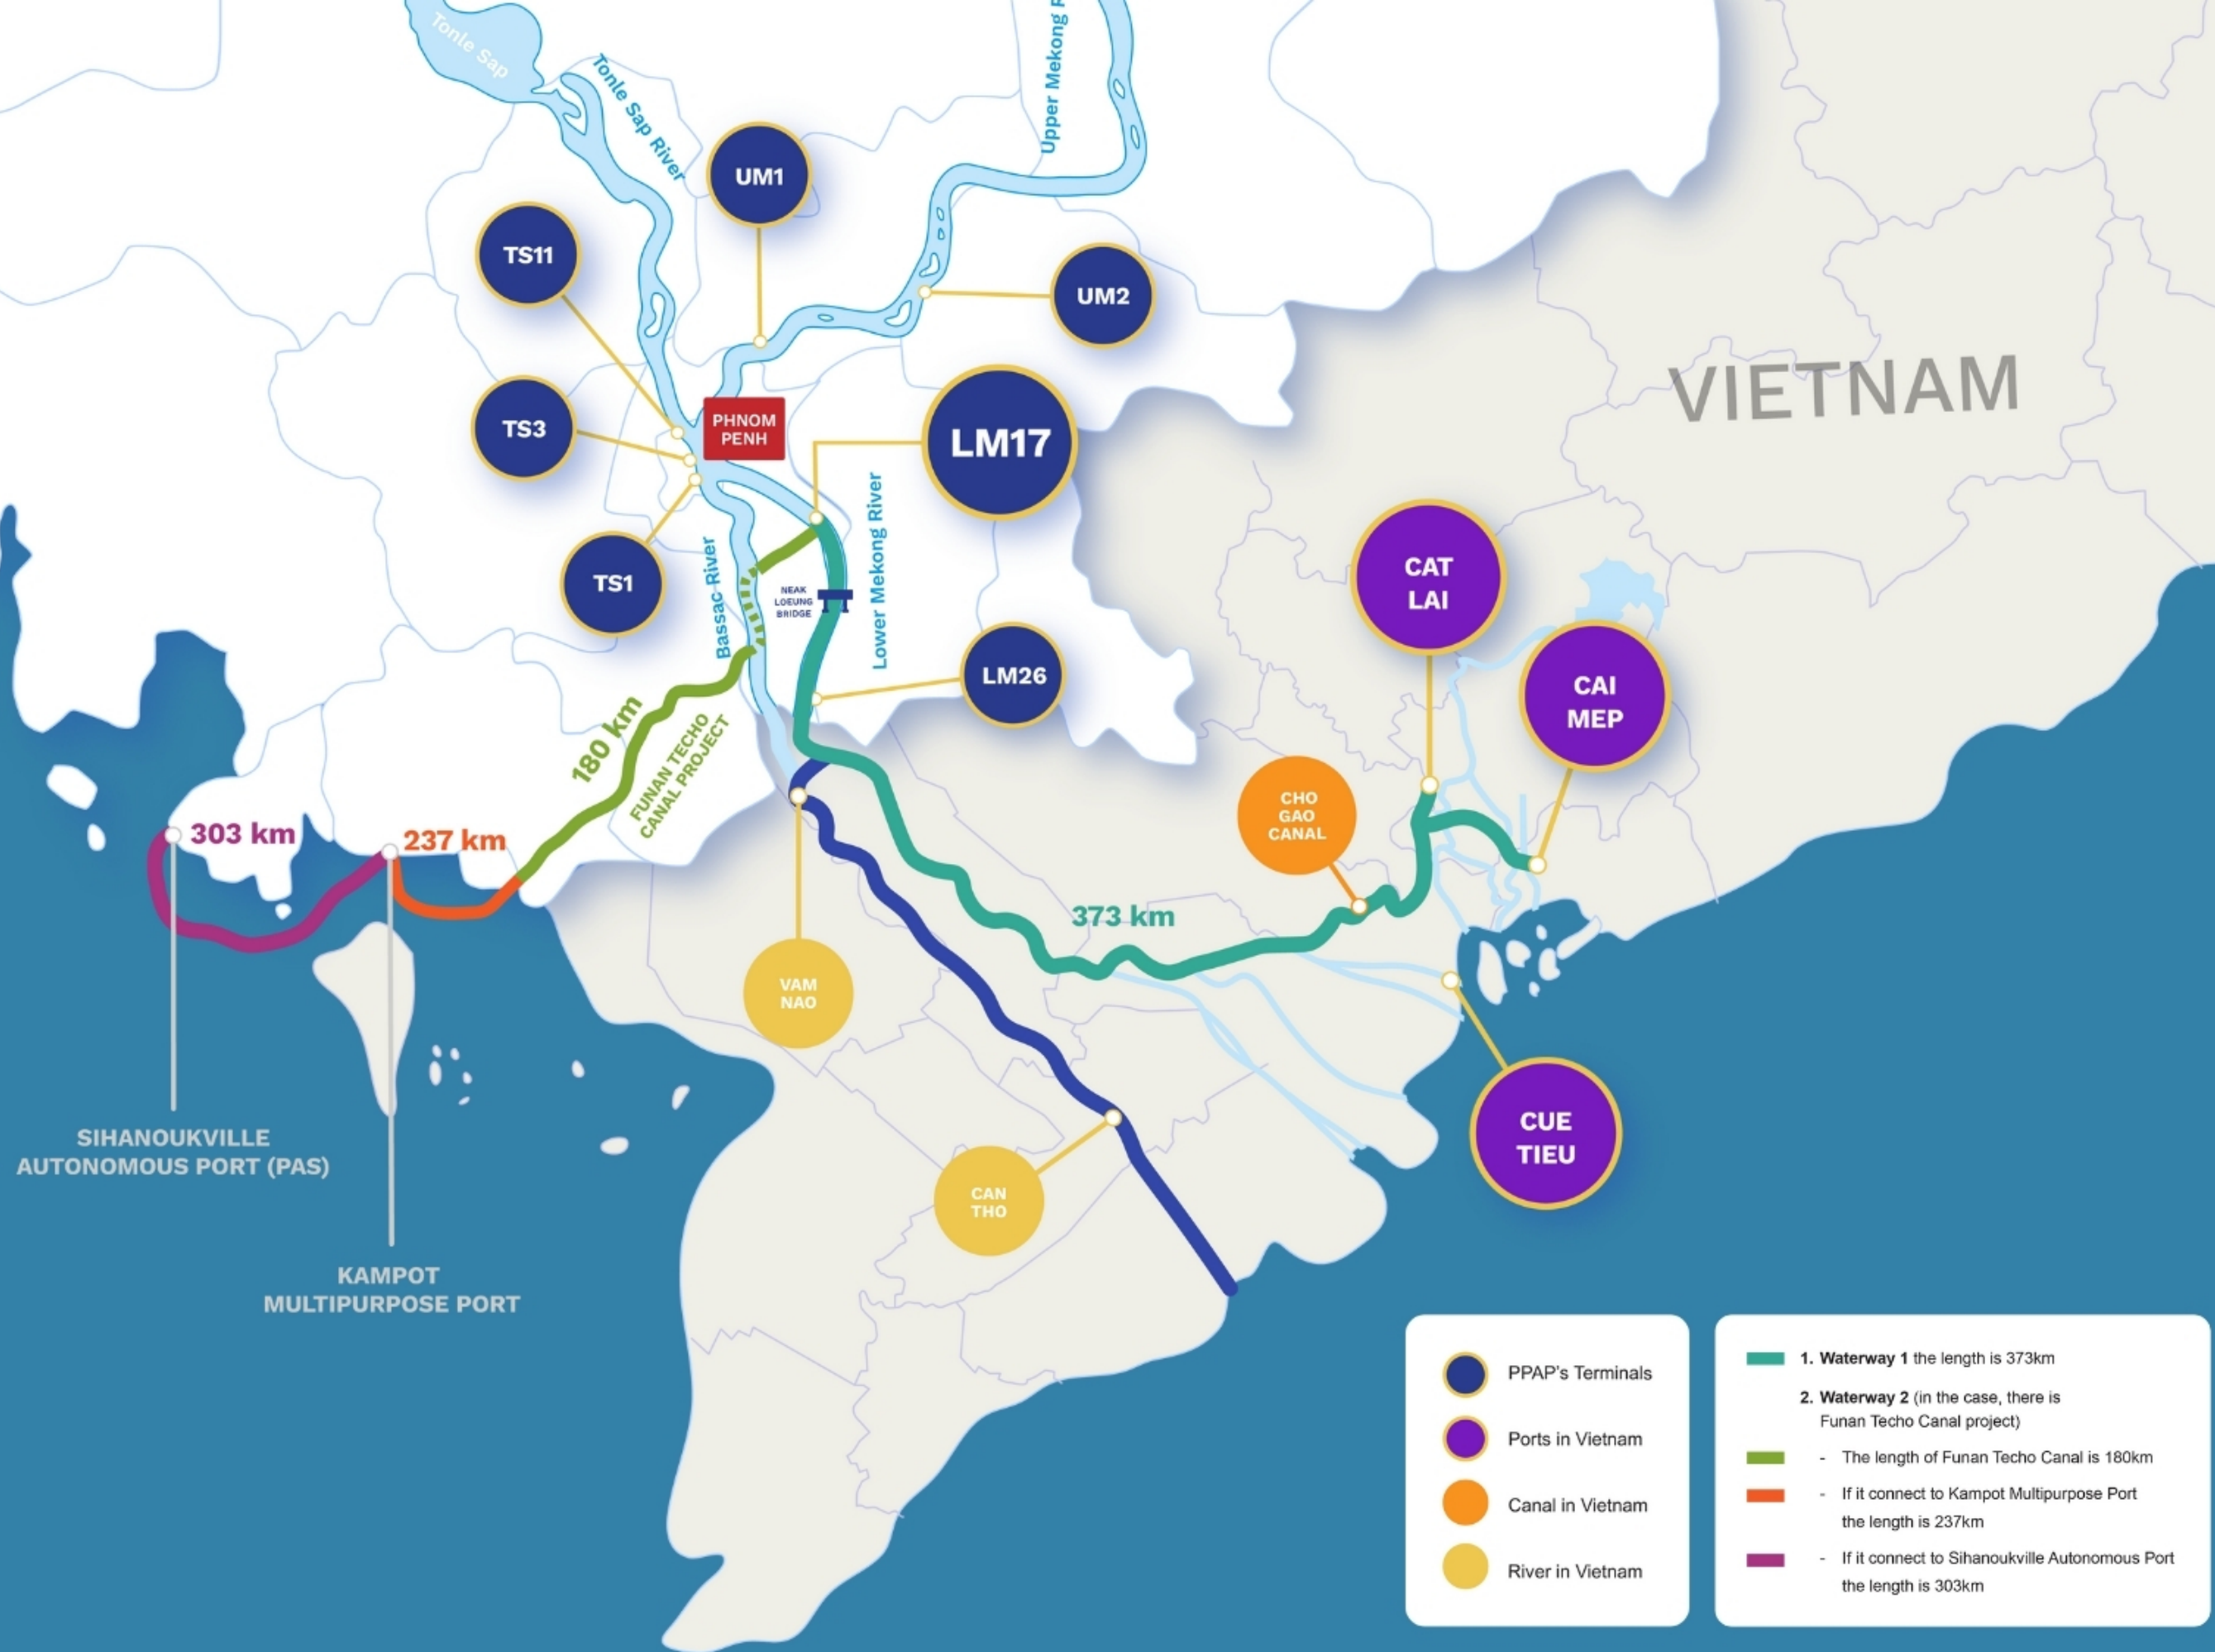 Tonle Sap
Tonle Sap River
Upper Mekong R
UM1
TS11
UM2
VIETNAM
TS3
PHNOM
PENH
LM17
TS1
Bassac River
NEAK
LOEUNG
BRIDGE
Lower Mekong River
CAT
LAI
LM26
CAI
MEP
180 km
FUNAN TECHO
CANAL PROJECT
CHO
GAO
CANAL
303 km
237 km
373 km
VAM
NAO
SIHANOUKVILLE
AUTONOMOUS PORT (PAS)
CUE
TIEU
CAN
THO
KAMPOT
MULTIPURPOSE PORT
PPAP's Terminals
Ports in Vietnam
Canal in Vietnam
River in Vietnam
1. Waterway 1 the length is 373km
2. Waterway 2 (in the case, there is
Funan Techo Canal project)
- The length of Funan Techo Canal is 180km
- If it connect to Kampot Multipurpose Port
the length is 237km
- If it connect to Sihanoukville Autonomous Port
the length is 303km